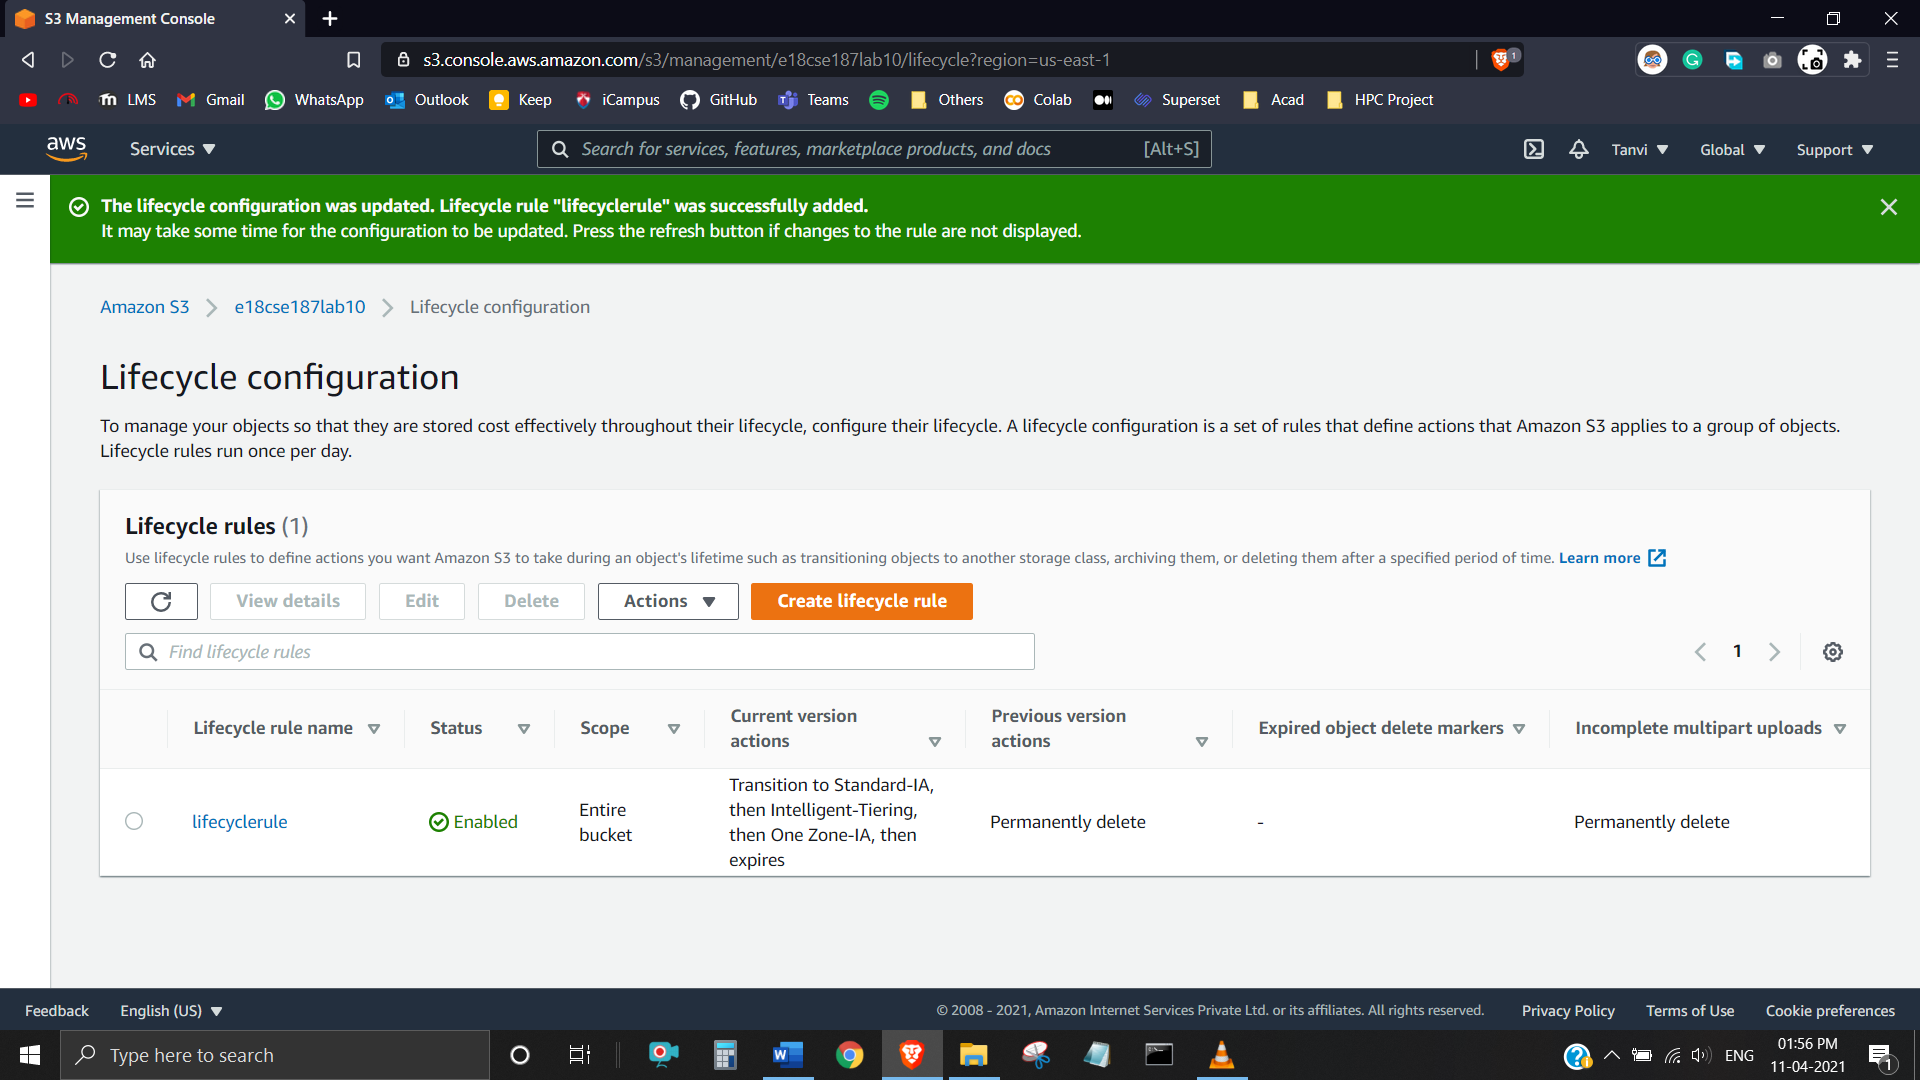 S3 Management Console
s3.console.aws.amazon.com/s3/management/e18cse187lab10/lifecycle?region=us-east-1
1
LMS Gmail WhatsApp Outlook Keep iCampus GitHub Teams Others Colab Superset Acad HPC Project
aws Services Search for services, features, marketplace products, and docs [Alt+S] Tanvi Global Support
The lifecycle configuration was updated. Lifecycle rule "lifecyclerule" was successfully added.
It may take some time for the configuration to be updated. Press the refresh button if changes to the rule are not displayed.
Amazon S3 e18cse187lab10 Lifecycle configuration
Lifecycle configuration
To manage your objects so that they are stored cost effectively throughout their lifecycle, configure their lifecycle. A lifecycle configuration is a set of rules that define actions that Amazon S3 applies to a group of objects.
Lifecycle rules run once per day.
Lifecycle rules (1)
Use lifecycle rules to define actions you want Amazon S3 to take during an object's lifetime such as transitioning objects to another storage class, archiving them, or deleting them after a specified period of time. Learn more
View details Edit Delete Actions Create lifecycle rule
Find lifecycle rules
1
Lifecycle rule name Status Scope
Current version
actions
Previous version
actions
Expired object delete markers Incomplete multipart uploads
lifecyclerule
Enabled
Entire
bucket
Transition to Standard-IA,
then Intelligent-Tiering,
then One Zone-IA, then
expires
Permanently delete
-
Permanently delete
Feedback English (US) © 2008 - 2021, Amazon Internet Services Private Ltd. or its affiliates. All rights reserved. Privacy Policy Terms of Use Cookie preferences
Type here to search
ENG
01:56 PM
11-04-2021
1